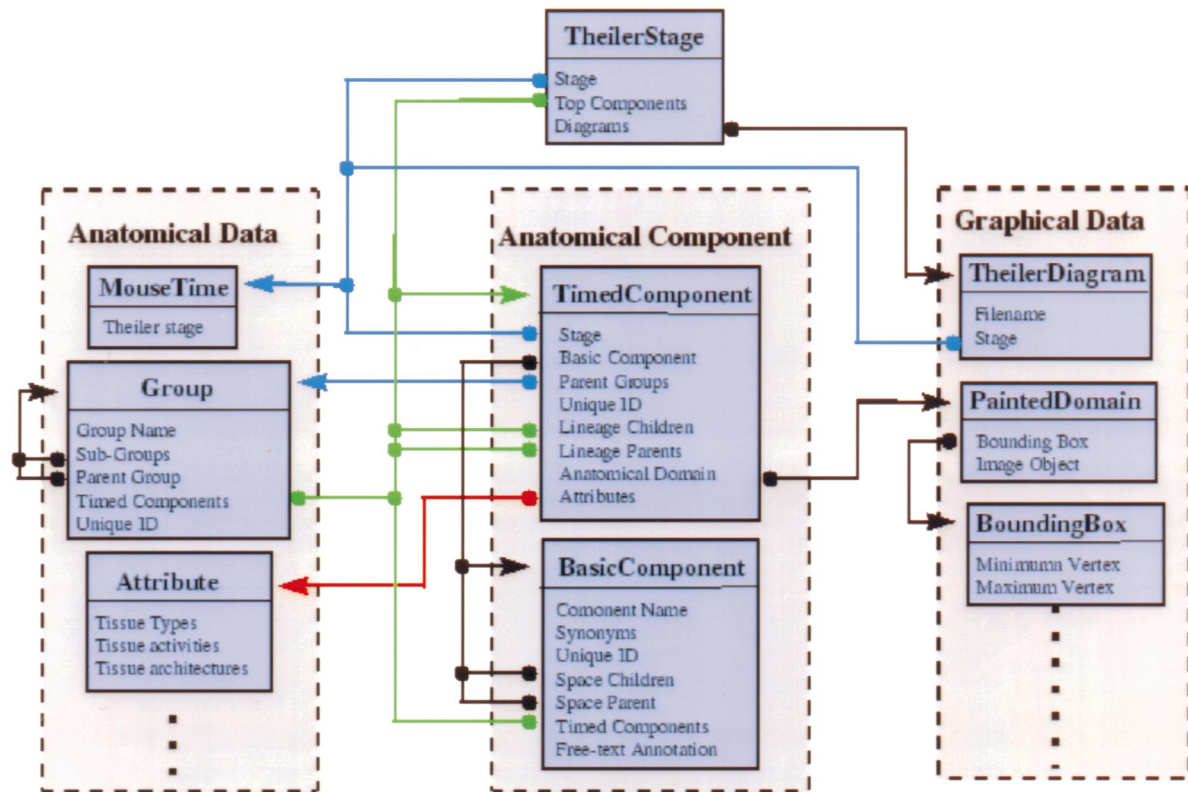 TheilerStage
Stage
Top Components
Diagrams
Anatomical Data
MouseTime
Theiler stage
Group
Group Name
Sub-Groups
Parent Group
Timed Components
Unique ID
Attribute
Tissue Types
Tissue activities
Tissue architectures
Anatomical Component
TimedComponent
Stage
Basic Component
Parent Groups
Unique ID
Lineage Children
Lineage Parents
Anatomical Domain
Attributes
BasicComponent
Comonent Name
Synonyms
Unique ID
Space Children
Space Parent
Timed Components
Free-text Annotation
Graphical Data
TheilerDiagram
Filename
Stage
PaintedDomain
Bounding Box
Image Object
BoundingBox
Minimumn Vertex
Maximum Vertex